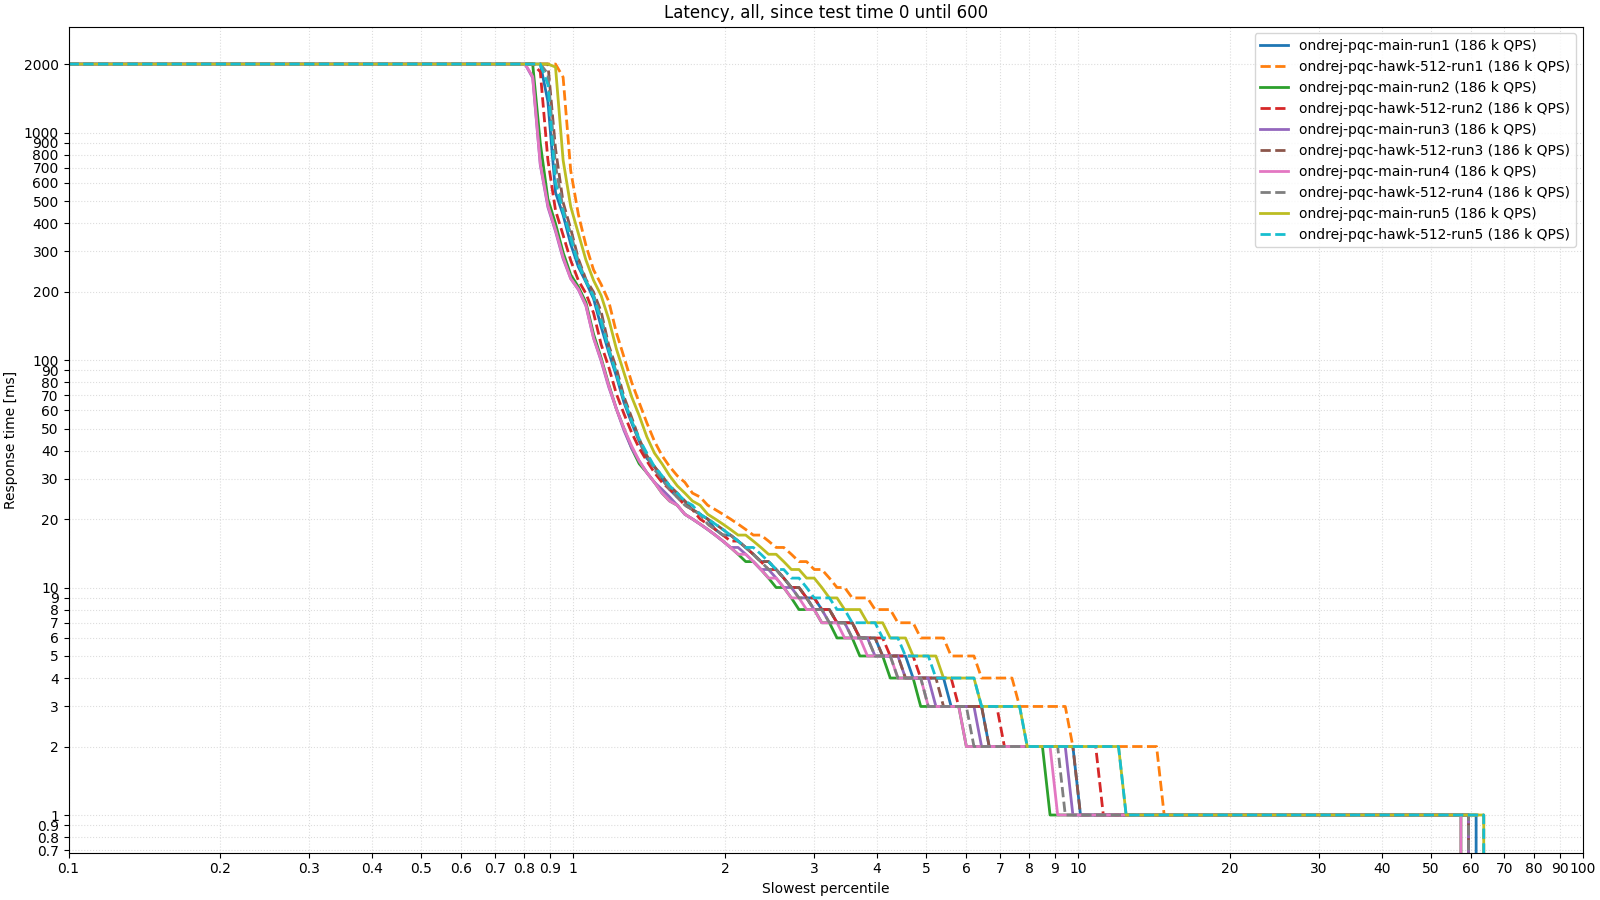 Latency, all, since test time 0 until 600
ondrej-pqc-main-run1 (186 k QPS)
ondrej-pqc-hawk-512-run1 (186 k QPS)
ondrej-pqc-main-run2 (186 k QPS)
ondrej-pqc-hawk-512-run2 (186 k QPS)
ondrej-pqc-main-run3 (186 k QPS)
ondrej-pqc-hawk-512-run3 (186 k QPS)
ondrej-pqc-main-run4 (186 k QPS)
ondrej-pqc-hawk-512-run4 (186 k QPS)
ondrej-pqc-main-run5 (186 k QPS)
ondrej-pqc-hawk-512-run5 (186 k QPS)
Response time [ms]
2000
1000
900
800
700
600
500
400
300
200
100
90
80
70
60
50
40
30
20
10
9
8
7
6
5
4
3
2
1
0.9
0.8
0.7
0.1 0.2 0.3 0.4 0.5 0.6 0.7 0.8 0.9 1 2 3 4 5 6 7 8 9 10 20 30 40 50 60 70 80 90 100
Slowest percentile